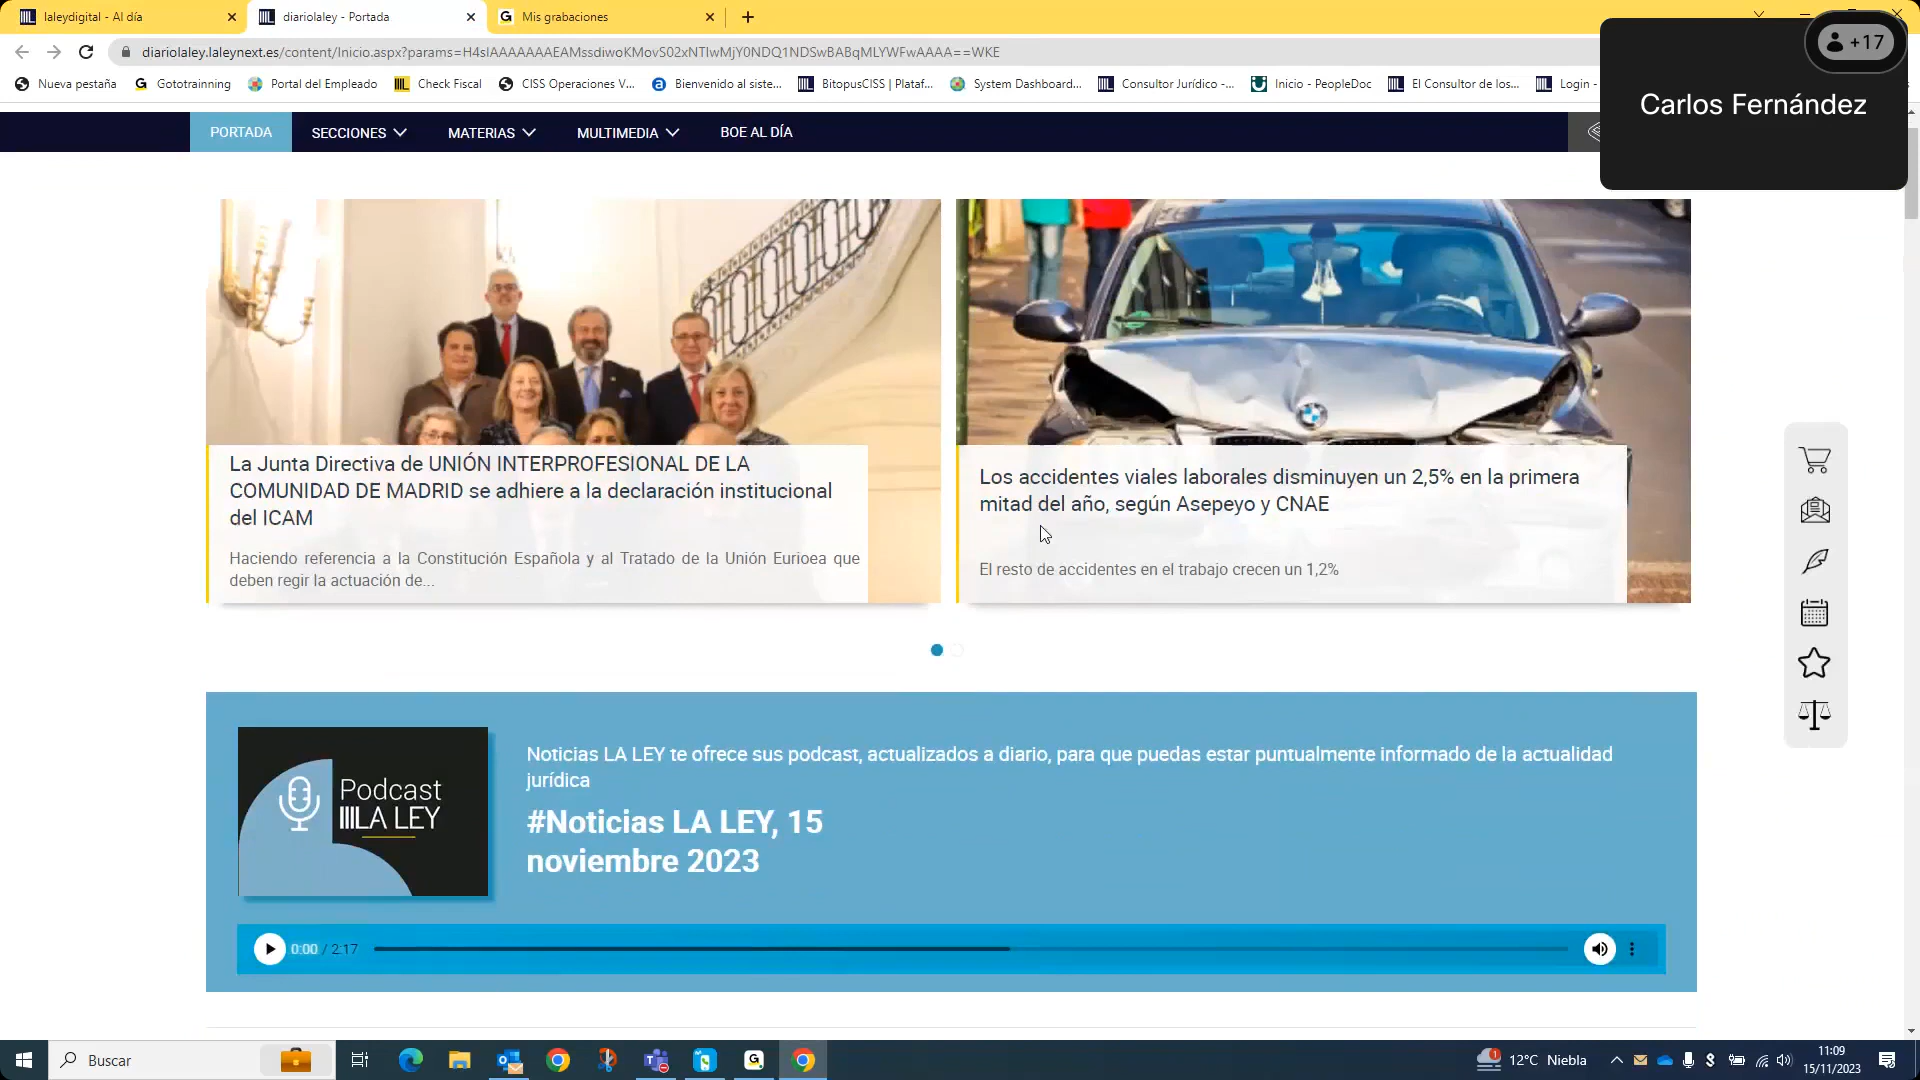 laleydigital - Al día
diariolaley - Portada
Mis grabaciones
+17
diariolaley.laleynext.es/content/Inicio.aspx?params=H4sIAAAAAAAEAMssdiwoKMovS02xNTIwMjY0NDQ1NDSwBABqMLYWFwAAAA==WKE
Nueva pestaña
Gototrainning
Portal del Empleado
Check Fiscal
CISS Operaciones V...
Bienvenido al siste...
BitopusCISS | Plataf...
System Dashboard...
Consultor Jurídico -...
Inicio - PeopleDoc
El Consultor de los...
Login -
Carlos Fernández
PORTADA
SECCIONES
MATERIAS
MULTIMEDIA
BOE AL DÍA
La Junta Directiva de UNIÓN INTERPROFESIONAL DE LA
COMUNIDAD DE MADRID se adhiere a la declaración institucional
del ICAM
Haciendo referencia a la Constitución Española y al Tratado de la Unión Eurioea que
deben regir la actuación de...
Los accidentes viales laborales disminuyen un 2,5% en la primera
mitad del año, según Asepeyo y CNAE
El resto de accidentes en el trabajo crecen un 1,2%
Podcast
LA LEY
Noticias LA LEY te ofrece sus podcast, actualizados a diario, para que puedas estar puntualmente informado de la actualidad
jurídica
#Noticias LA LEY, 15
noviembre 2023
0:00 / 2:17
Buscar
1
12°C Niebla
11:09
15/11/2023